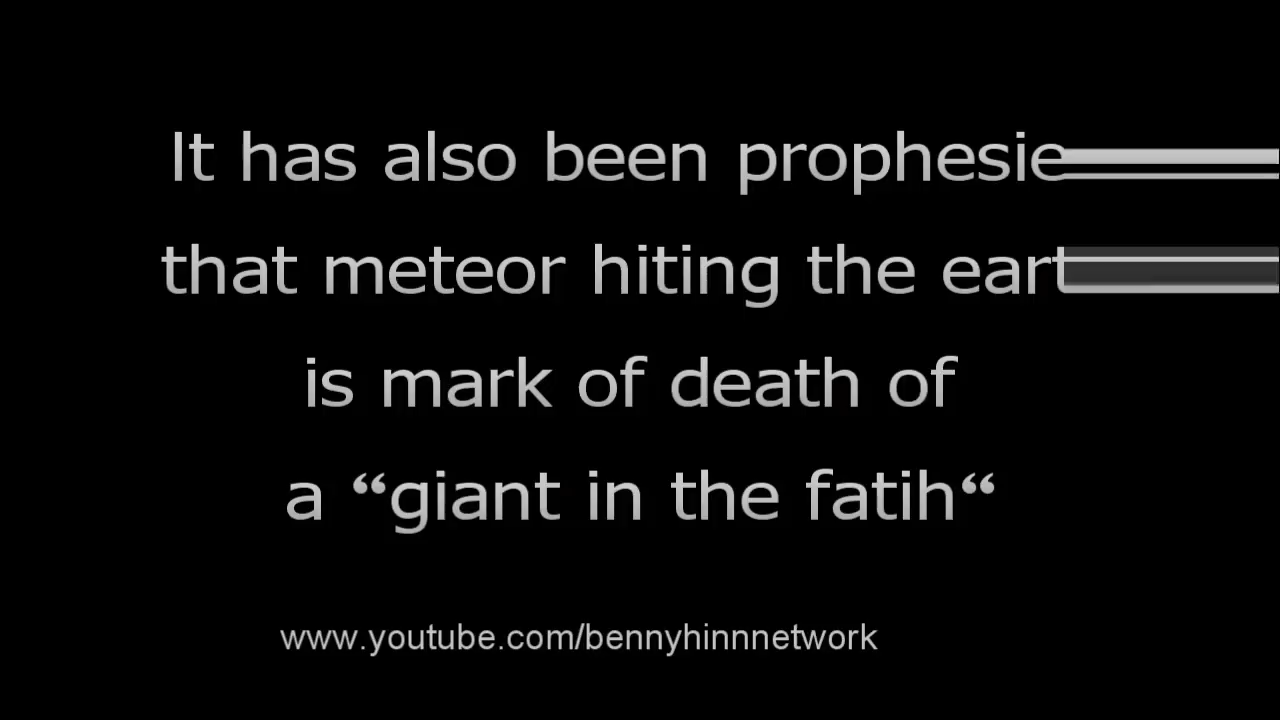 It has also been prophesie
that meteor hiting the eart
is mark of death of
a “giant in the fatih“
www.youtube.com/bennyhinnnetwork